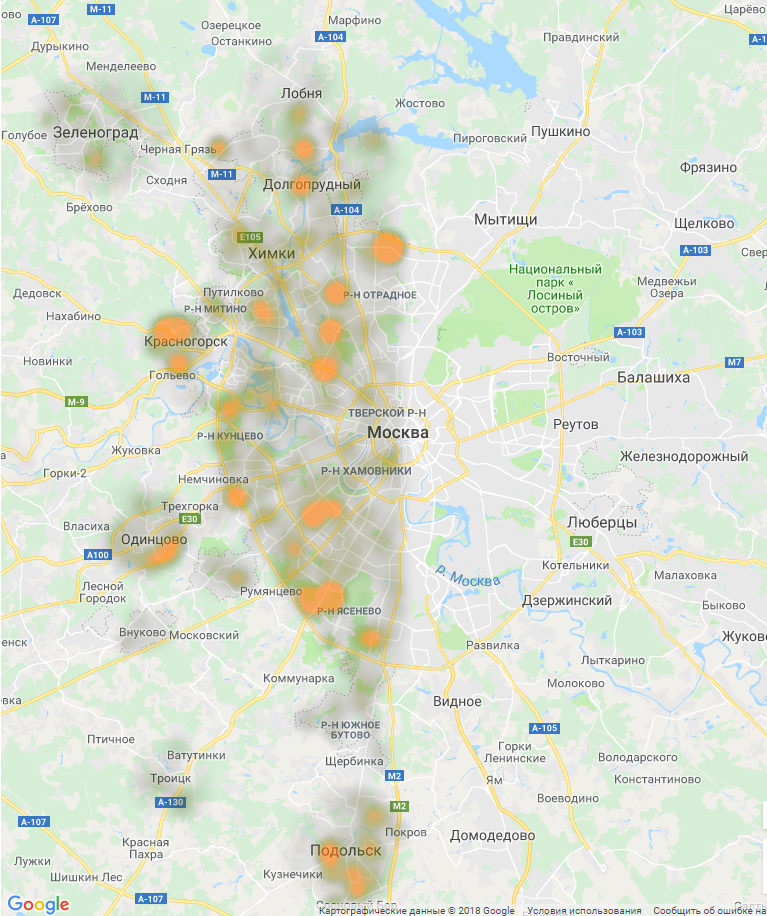 М-11
Царёво
А-107
Озерецкое
Марфино
Останкино
А-104
Правдинский
Дурыкино
Менделеево
М-11
Лобня
Жостово
Голубое
Зеленоград
Пушкино
Пироговский
Черная Грязь
Фрязино
М-11
Сходня
Долгопрудный
Брёхово
А-104
Мытищи
Щелково
E105
А-103
Химки
Национальный
парк «
Лосиный
остров»
Медвежьи
Озера
Дедовск
Путилково
Р-Н ОТРАДНОЕ
Р-Н МИТИНО
Нахабино
А-103
Красногорск
Восточный
Новинки
М7
Гольево
Балашиха
М-9
ТВЕРСКОЙ Р-Н
Реутов
Москва
Р-Н КУНЦЕВО
Жуковка
Железнодорожный
Горки-2
Р-Н ХАМОВНИКИ
Немчиновка
Трехгорка
E30
Власиха
Люберцы
Одинцово
E30
А100
Котельники
р. Москва
Малаховка
Лесной
Городок
Румянцево
Дзержинский
Быково
Р-Н ЯСЕНЕВО
Внуково
Московский
Развилка
Лыткарино
Коммунарка
Молоково
Видное
Р-Н ЮЖНОЕ
БУТОВО
А-105
Птичное
Ватутинки
Горки
Ленинские
Володарского
Щербинка
Троицк
М2
Ям
Константиново
А-130
М2
Воеводино
А-107
Покров
Домодедово
Красная
Пахра
Подольск
Лужки
Шишкин Лес
Кузнечики
А-107
Google
Картографические данные © 2018 Google
Условия использования
Сообщить об ошибке на